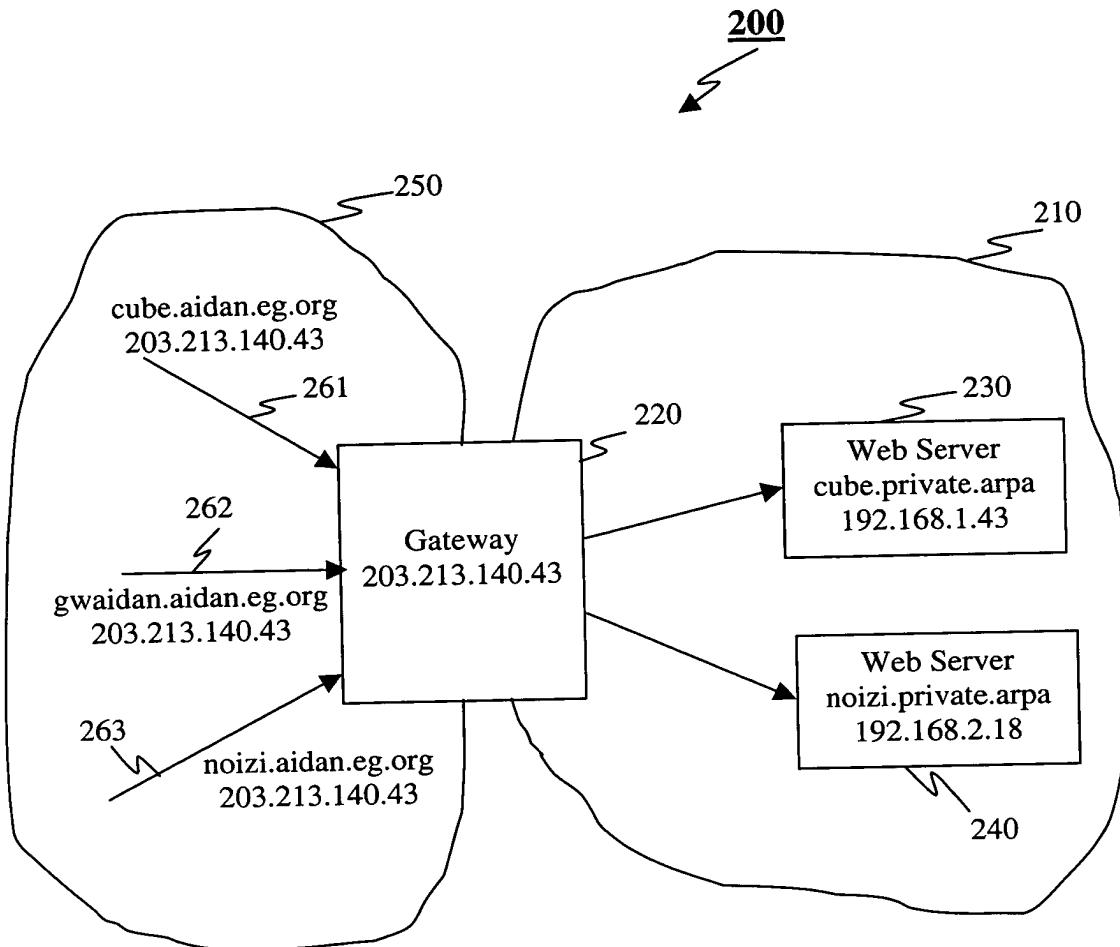 200
250
210
cube.aidan.eg.org
203.213.140.43
261
230
220
Web Server
cube.private.arpa
192.168.1.43
262
Gateway
203.213.140.43
gwaidan.aidan.eg.org
203.213.140.43
Web Server
noizi.private.arpa
192.168.2.18
263
noizi.aidan.eg.org
203.213.140.43
240